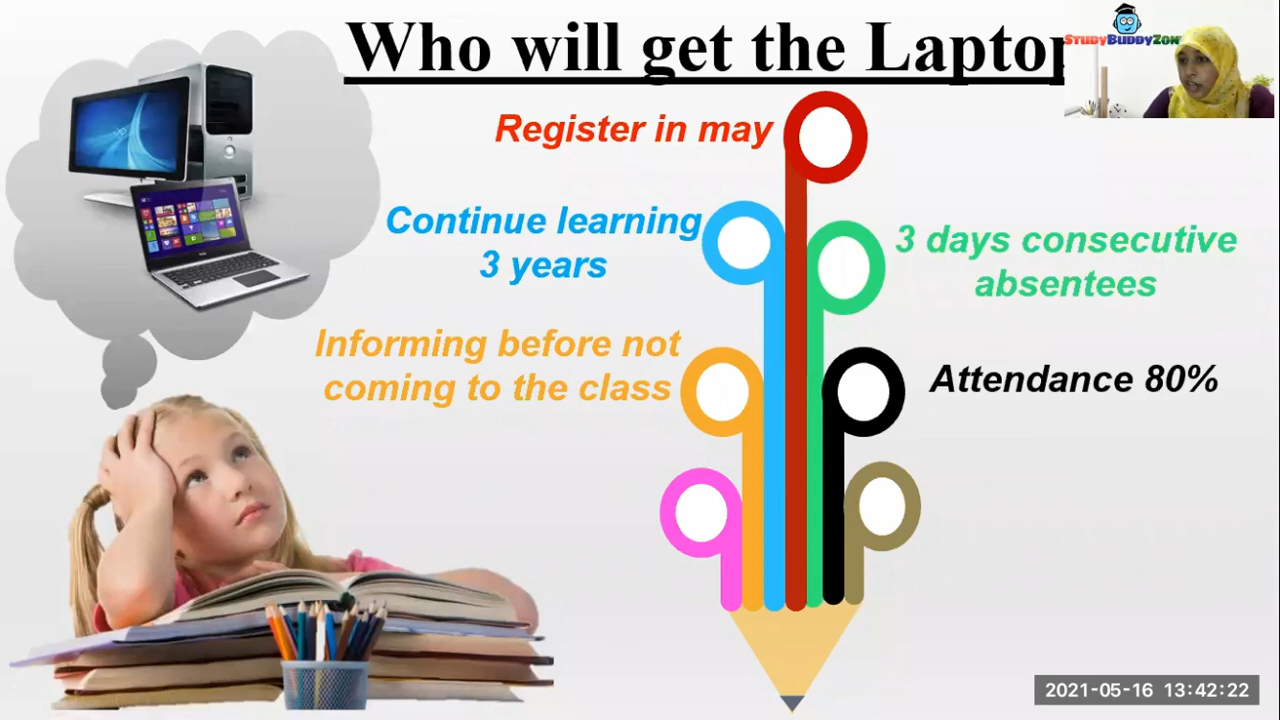 Who will get the Laptop
STUDYBUDDYZON
Register in may
Continue learning
3 years
3 days consecutive
absentees
Informing before not
coming to the class
Attendance 80%
2021-05-16 13:42:22